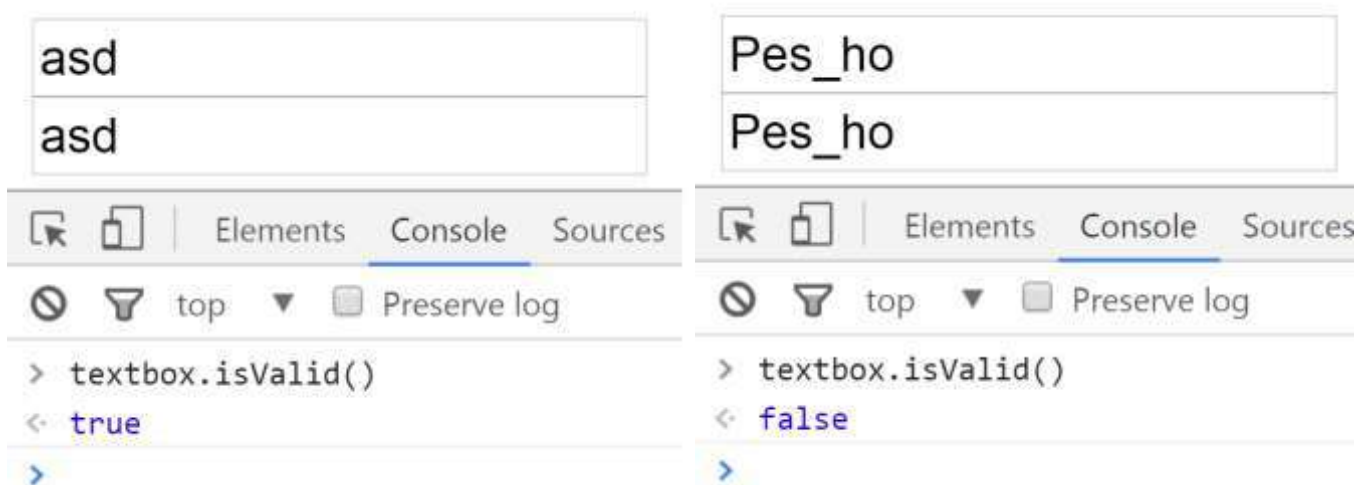 asd
asd
Elements Console Sources
top ▼ Preserve log
> textbox.isValid()
<· true
>
Pes_ho
Pes_ho
Elements Console Sources
top ▼ Preserve log
> textbox.isValid()
<· false
>